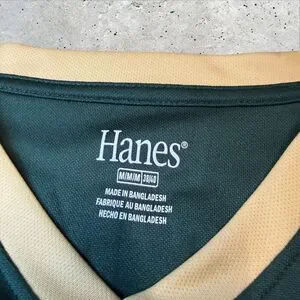 Hanes®
M/M/M 38/40
MADE IN BANGLADESH
FABRIQUE AU BANGLADESH
HECHO EN BANGLADESH